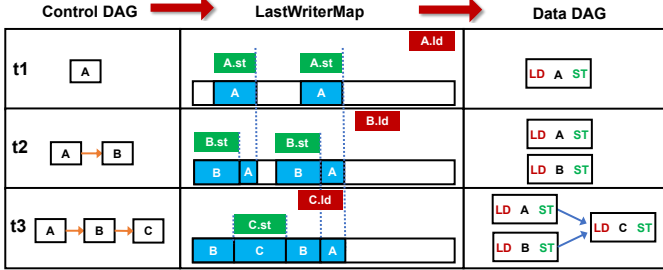 Control DAG LastWriterMap Data DAG
A.ld
t1 A A.st A.st LD A ST
A A
B.ld
t2 A B B.st B.st LD A ST
B A B A LD B ST
C.ld
t3 A B C C.st LD A ST LD C ST
B C B A LD B ST